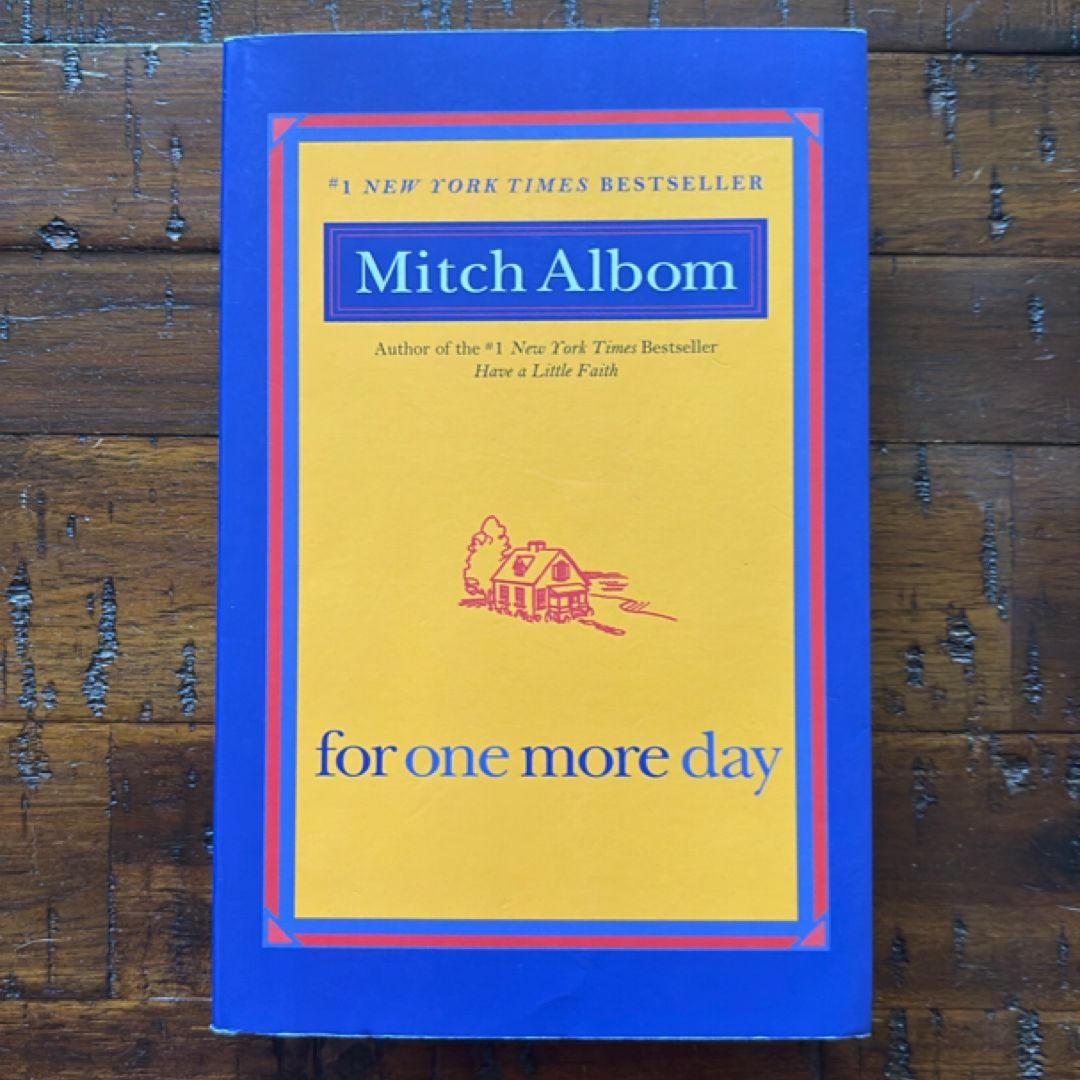 #1 NEW YORK TIMES BESTSELLER
Mitch Albom
Author of the #1 New York Times Bestseller
Have a Little Faith
for one more day